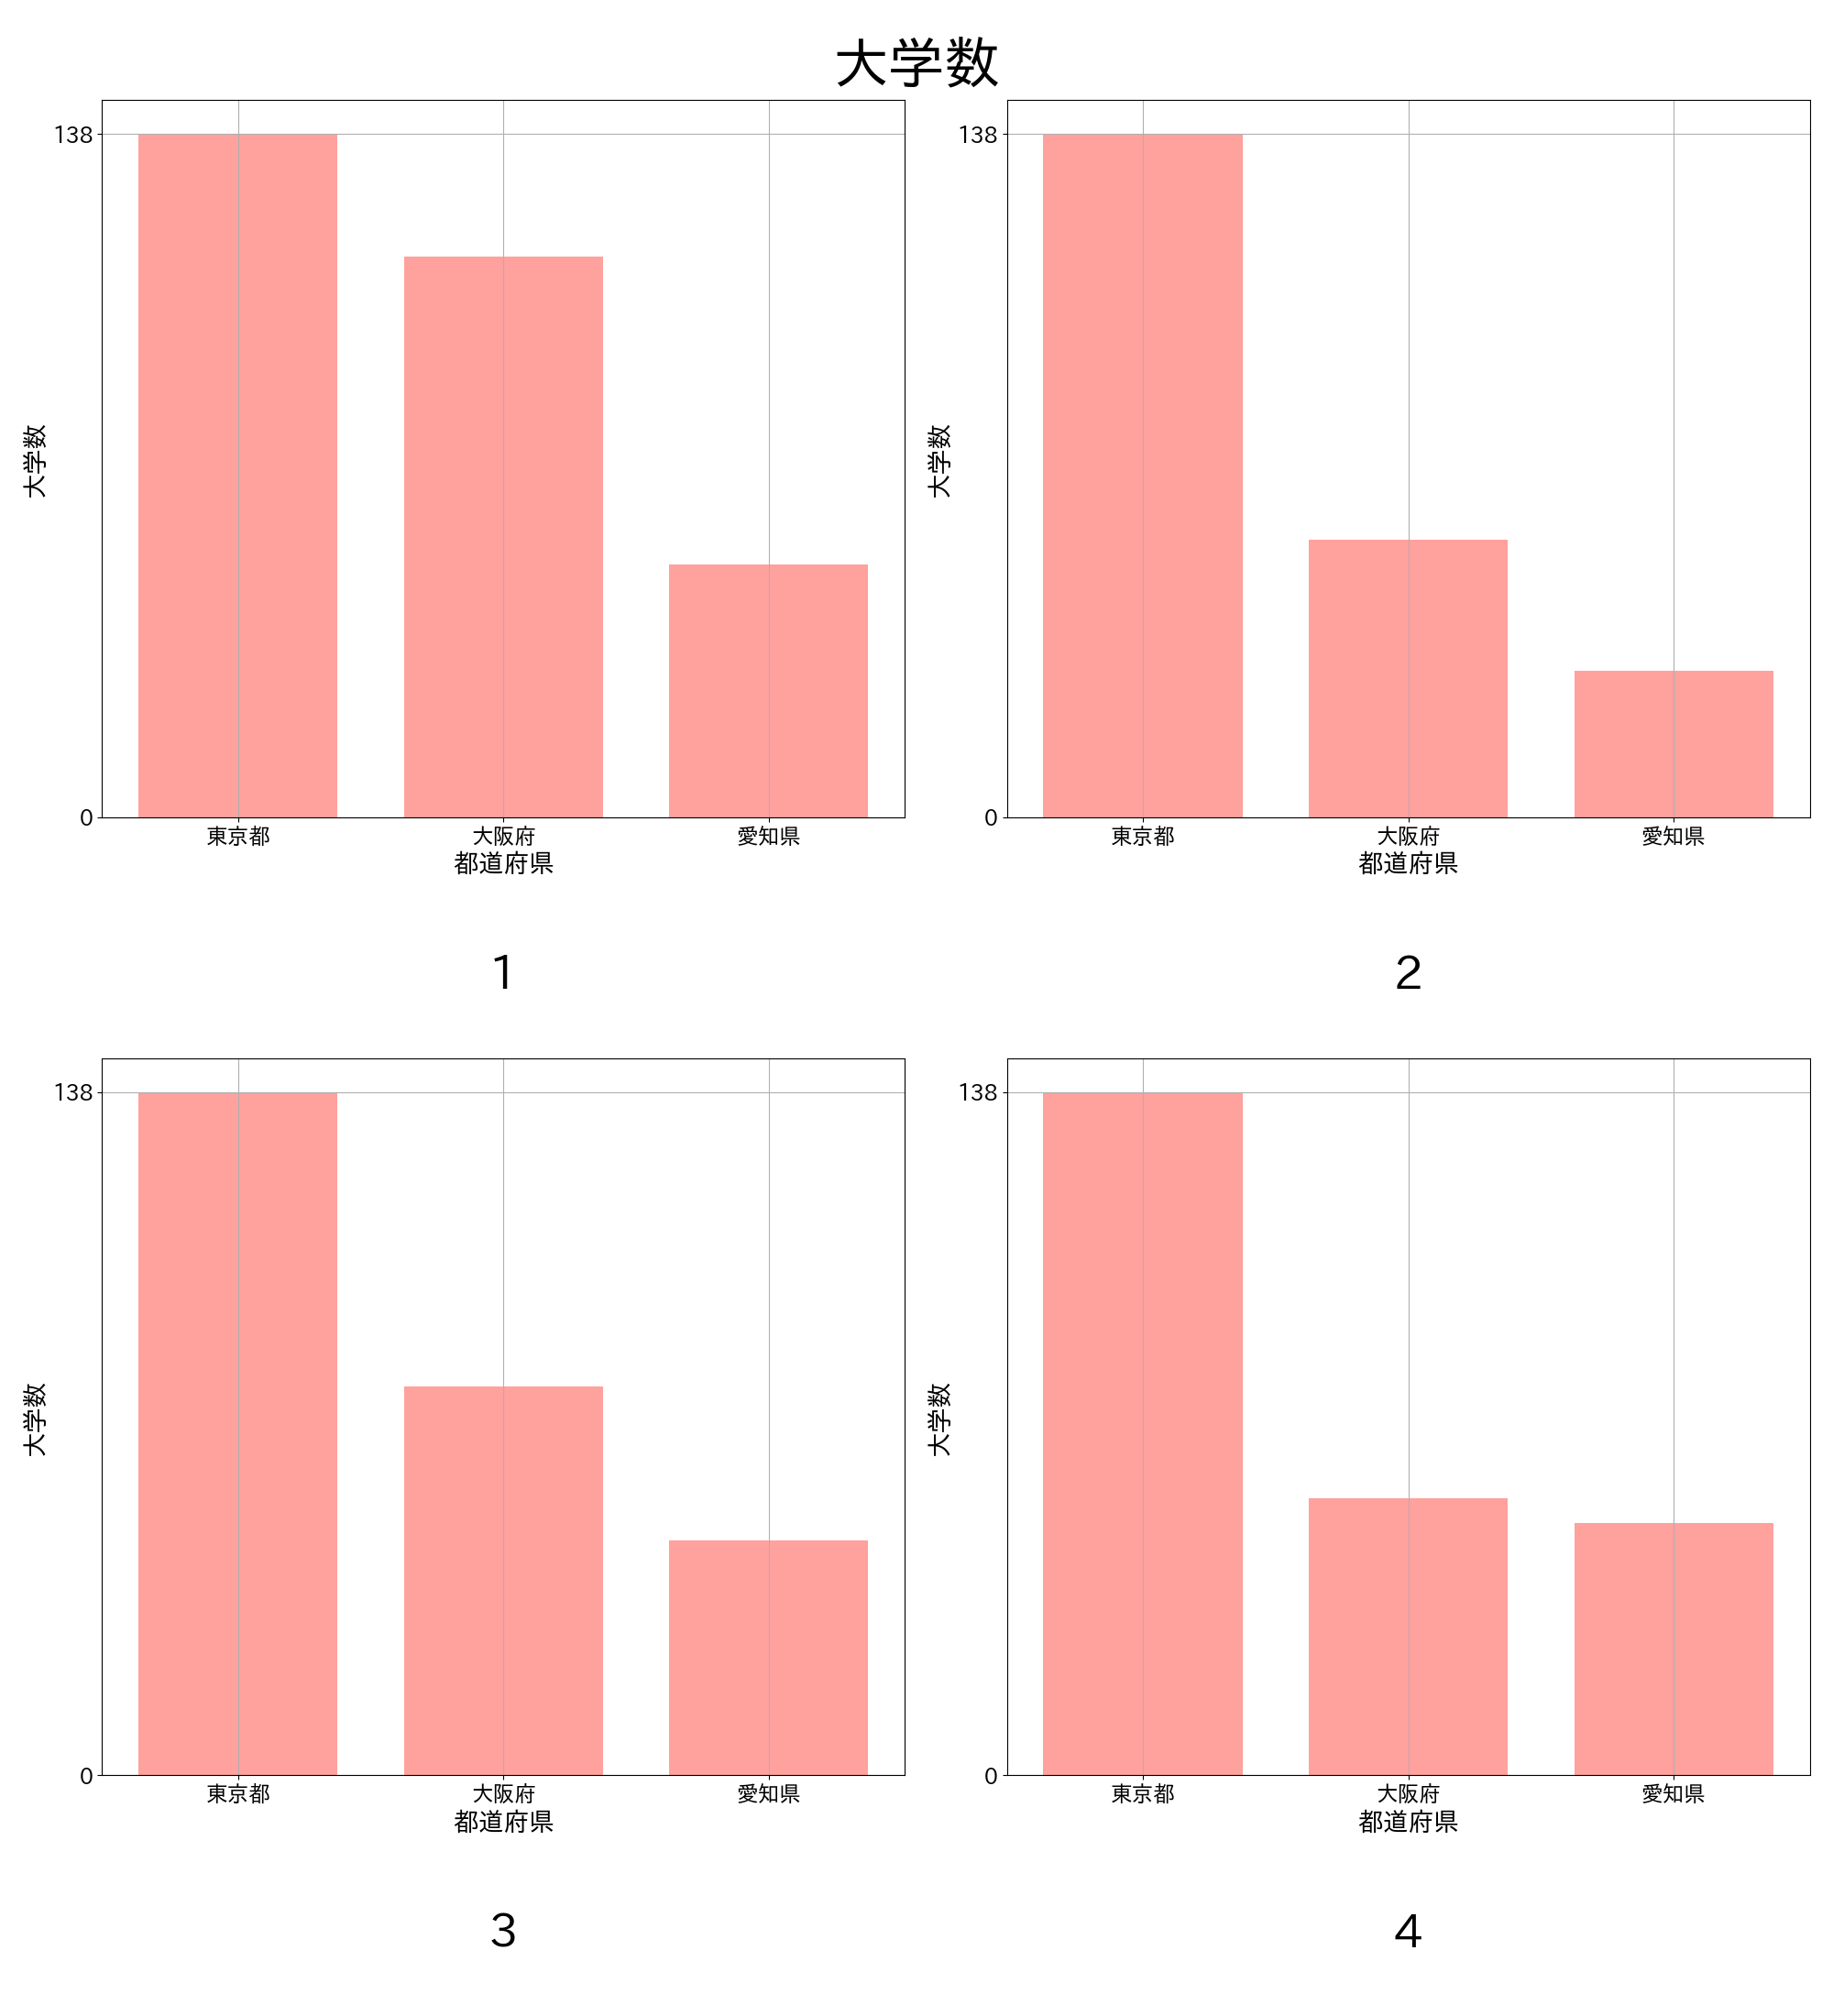 大学数
138
0
大学数
東京都
大阪府
愛知県
都道府県
1
138
0
大学数
東京都
大阪府
愛知県
都道府県
2
138
0
大学数
東京都
大阪府
愛知県
都道府県
3
138
0
大学数
東京都
大阪府
愛知県
都道府県
4